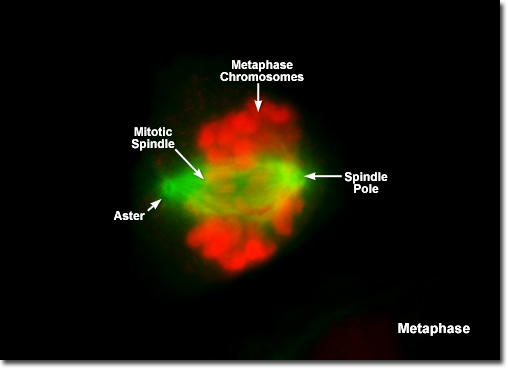 Metaphase
Chromosomes
Mitotic
Spindle
Spindle
Pole
Aster
Metaphase